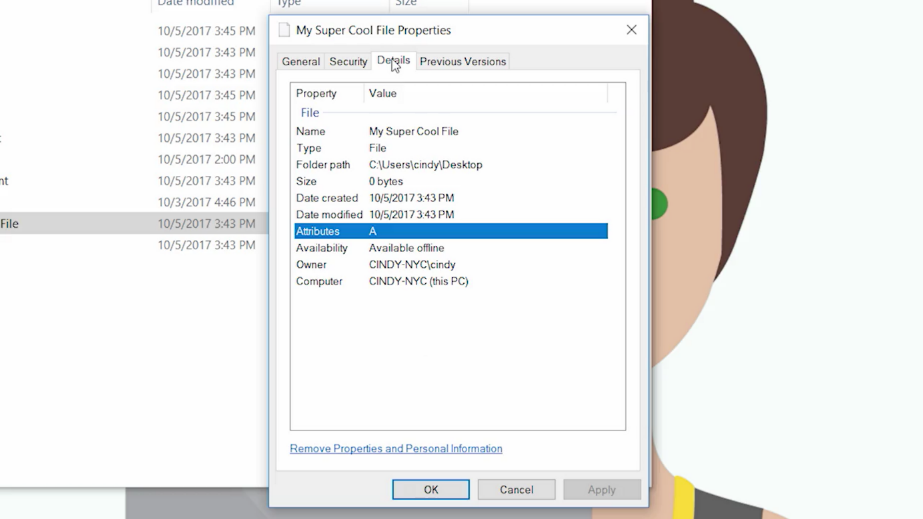 Date modified Type Size
My Super Cool File Properties
10/5/2017 3:45 PM
10/5/2017 3:43 PM
10/5/2017 3:43 PM
10/5/2017 3:45 PM
10/5/2017 3:45 PM
10/5/2017 3:43 PM
10/5/2017 2:00 PM
nt 10/5/2017 3:43 PM
10/3/2017 4:46 PM
File 10/5/2017 3:43 PM
10/5/2017 3:43 PM
General Security Details Previous Versions
Property Value
File
Name My Super Cool File
Type File
Folder path C:\Users\cindy\Desktop
Size 0 bytes
Date created 10/5/2017 3:43 PM
Date modified 10/5/2017 3:43 PM
Attributes A
Availability Available offline
Owner CINDY-NYC\cindy
Computer CINDY-NYC (this PC)
Remove Properties and Personal Information
OK Cancel Apply